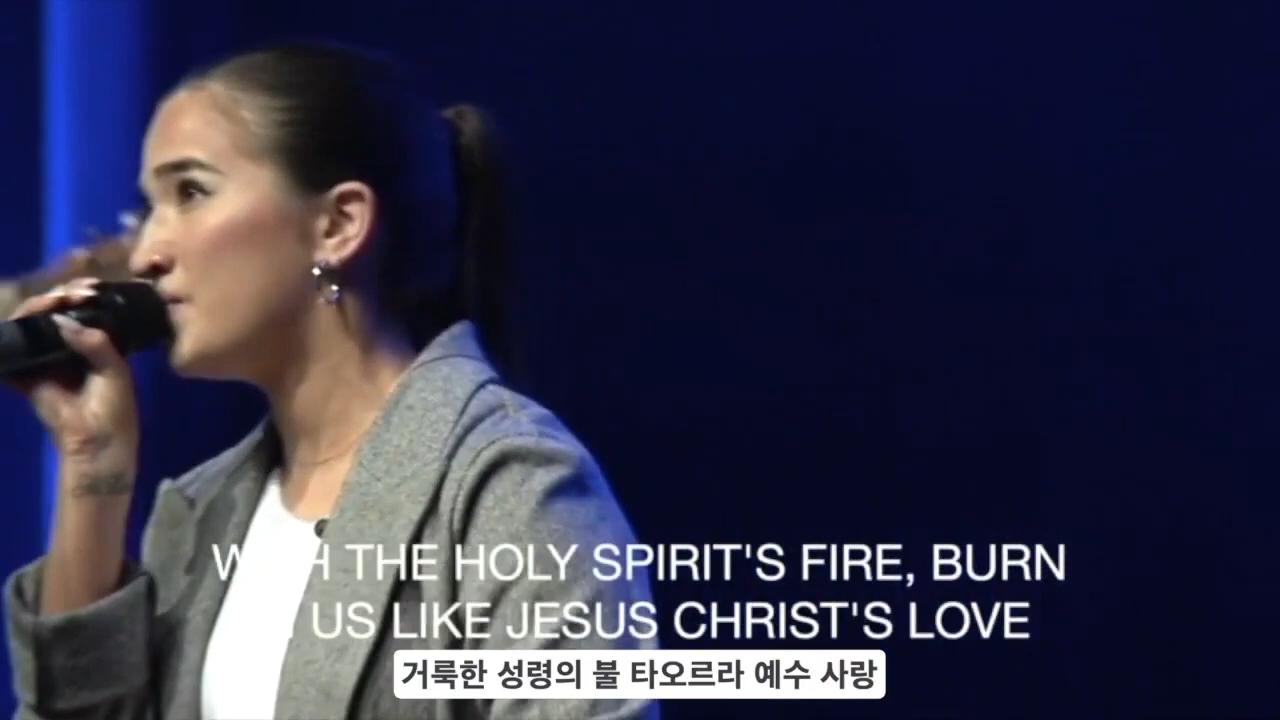 WITH THE HOLY SPIRIT'S FIRE, BURN
US LIKE JESUS CHRIST'S LOVE
거룩한 성령의 불 타오르라 예수 사랑